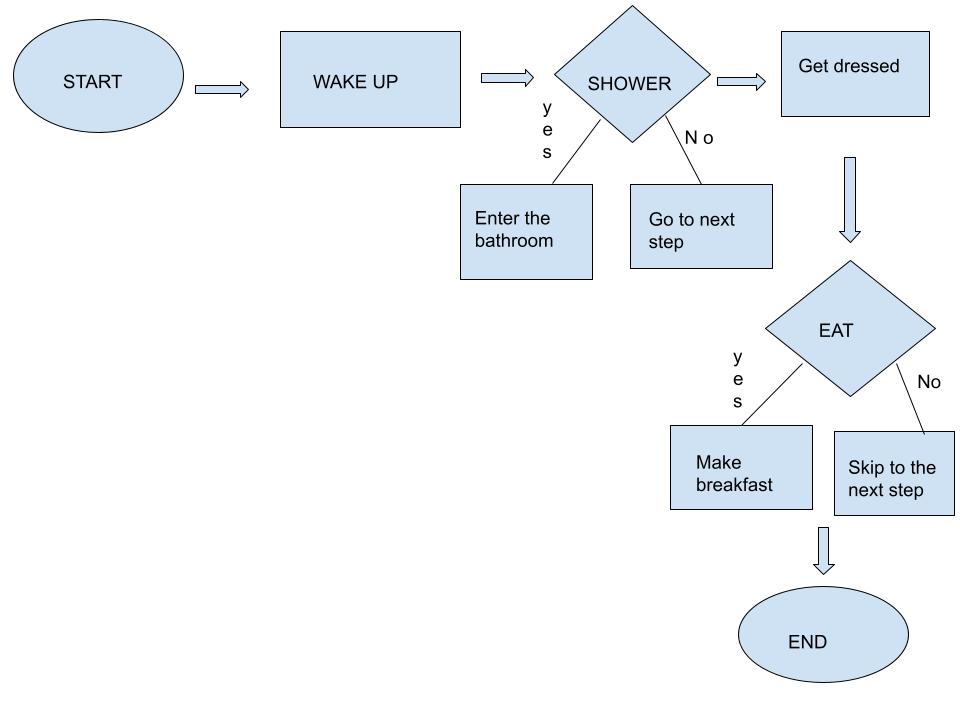 START
WAKE UP
SHOWER
Get dressed
y
e
s
N o
Enter the
bathroom
Go to next
step
EAT
y
e
s
No
Make
breakfast
Skip to the
next step
END